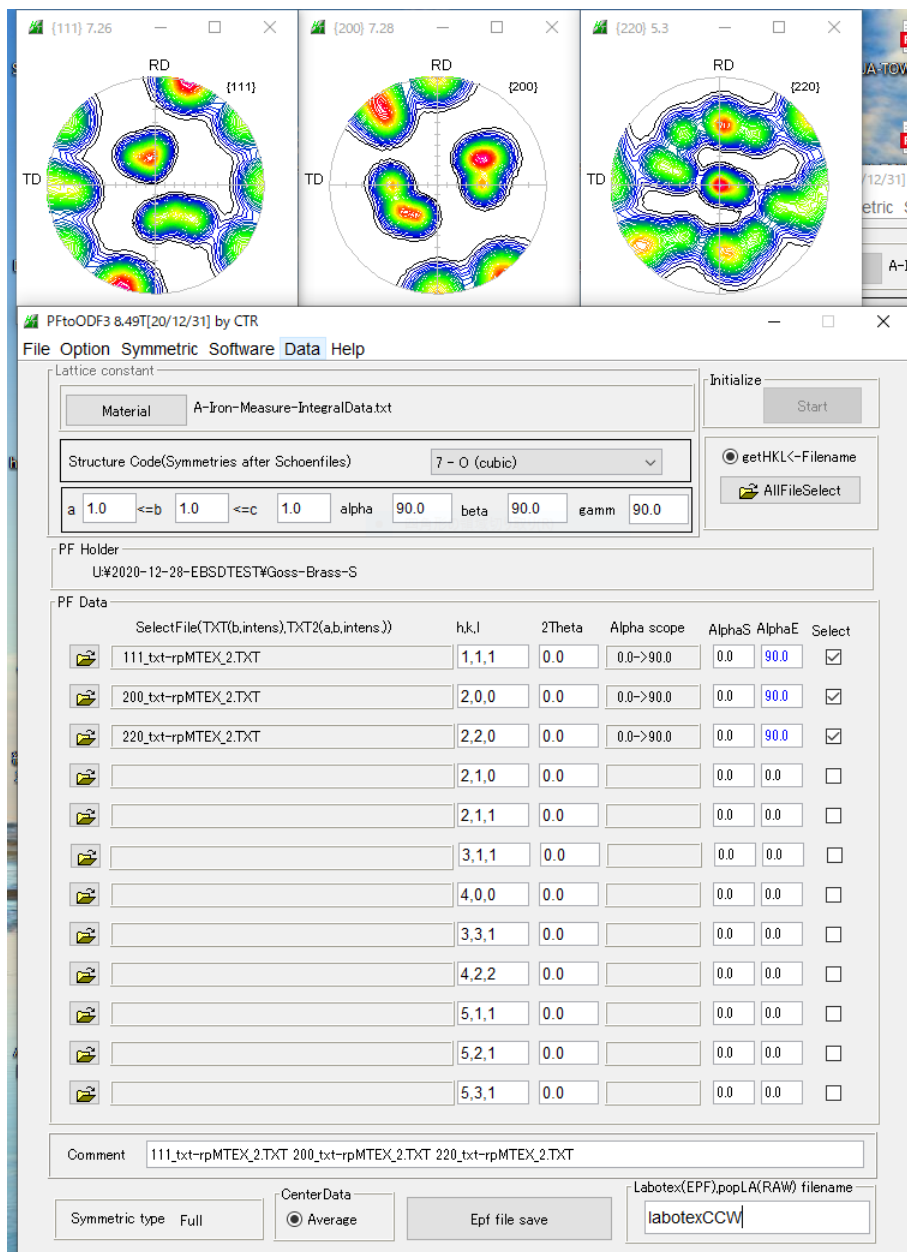 {111} 7.26
{200} 7.28
{220} 5.3
RD
{111}
TD
RD
{200}
TD
RD
{220}
TD
/12/31]
etric
A-I
PFtoODF3 8.49T[20/12/31] by CTR
File Option Symmetric Software Data Help
Lattice constant
Material A-Iron-Measure-IntegralData.txt
Initialize
Start
Structure Code(Symmetries after Schoenfiles) 7 - O (cubic)
getHKL<-Filename
AllFileSelect
a 1.0 <=b 1.0 <=c 1.0 alpha 90.0 beta 90.0 gamm 90.0
PF Holder
U:¥2020-12-28-EBSDTEST¥Goss-Brass-S
PF Data
SelectFile(TXT(b,intens),TXT2(a,b,intens.)) h,k,l 2Theta Alpha scope AlphaS AlphaE Select
111_txt-rpMTEX_2.TXT 1,1,1 0.0 0.0->90.0 0.0 90.0
200_txt-rpMTEX_2.TXT 2,0,0 0.0 0.0->90.0 0.0 90.0
220_txt-rpMTEX_2.TXT 2,2,0 0.0 0.0->90.0 0.0 90.0
2,1,0 0.0 0.0 0.0
2,1,1 0.0 0.0 0.0
3,1,1 0.0 0.0 0.0
4,0,0 0.0 0.0 0.0
3,3,1 0.0 0.0 0.0
4,2,2 0.0 0.0 0.0
5,1,1 0.0 0.0 0.0
5,2,1 0.0 0.0 0.0
5,3,1 0.0 0.0 0.0
Comment 111_txt-rpMTEX_2.TXT 200_txt-rpMTEX_2.TXT 220_txt-rpMTEX_2.TXT
Symmetric type Full
CenterData
Average
Epf file save
Labotex(EPF),popLA(RAW) filename
labotexCCW